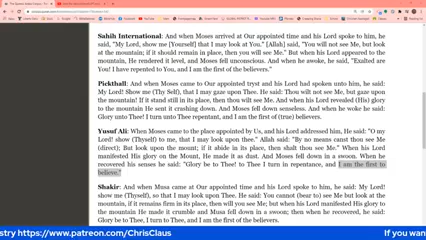 Sahih International: And when Moses arrived at Our appointed time and his Lord spoke to him, he
said, "My Lord, show me [Yourself] that I may look at You." [Allah] said, "You will not see Me, but look
at the mountain; if it should remain in place, then you will see Me." But when his Lord appeared to the
mountain, He rendered it level, and Moses fell unconscious. And when he awoke, he said, "Exalted are
You! I have repented to You, and I am the first of the believers."
Pickthall: And when Moses came to Our appointed tryst and his Lord had spoken unto him, he said:
My Lord! Show me (Thy Self), that I may gaze upon Thee. He said: Thou wilt not see Me, but gaze upon
the mountain! If it stand still in its place, then thou wilt see Me. And when his Lord revealed (His) glory to
the mountain He sent it crashing down. And Moses fell down senseless. And when he woke he said:
Glory unto Thee! I turn unto Thee repentant, and I am the first of (true) believers.
Yusuf Ali: When Moses came to the place appointed by Us, and his Lord addressed him, He said: "O my
Lord! show (Thyself) to me, that I may look upon thee." Allah said: "By no means canst thou see Me
(direct); But look upon the mount; if it abide in its place, then shalt thou see Me." When his Lord
manifested His glory on the Mount, He made it as dust. And Moses fell down in a swoon. When he
recovered his senses he said: "Glory be to Thee! to Thee I turn in repentance, and I am the first to
believe."
Shakir: And when Musa came at Our appointed time and his Lord spoke to him, he said: My Lord!
show me (Thyself), so that I may look upon Thee. He said: You cannot (bear to) see Me but look at the
mountain, if it remains firm in its place, then will you see Me; but when his Lord manifested His glory to
the mountain He made it crumble and Musa fell down in a swoon; then when he recovered, he said:
Glory be to Thee, I turn to Thee, and I am the first of the believers.
stry https://www.patreon.com/ChrisClaus
If you want